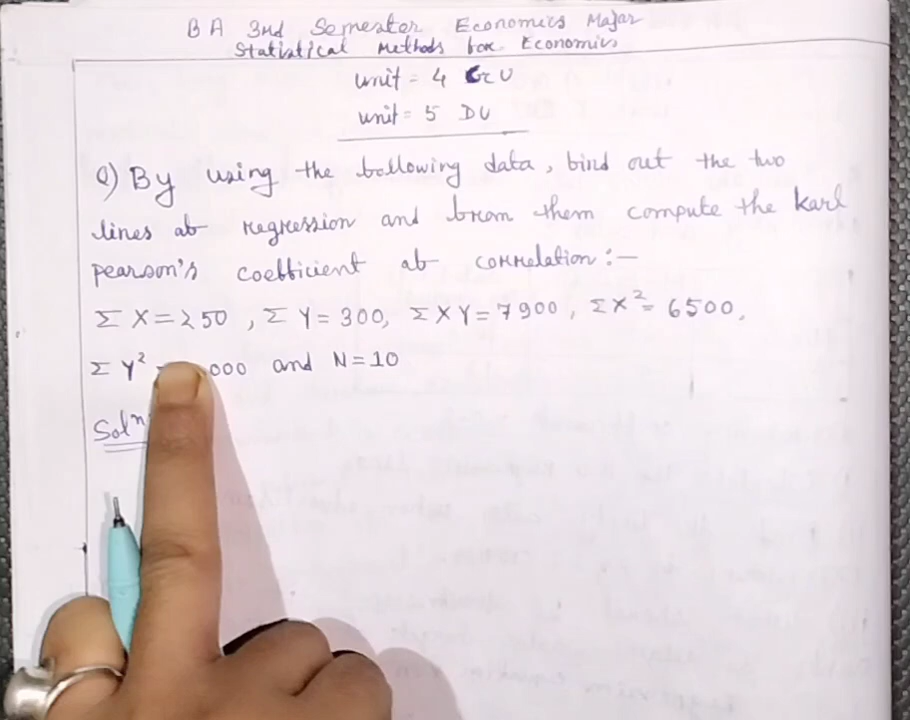 BA 3rd Semester Economics Major
Statistical Methods for Economics
unit = 4 GU
unit = 5 DU
Q) By using the following data, find out the two
lines of regression and from them compute the Karl
pearson's coefficient of correlation :-
Σ X = 250 , Σ Y = 300, Σ X Y = 7900 , Σ X² = 6500,
Σ Y² 000 and N = 10
Solⁿ